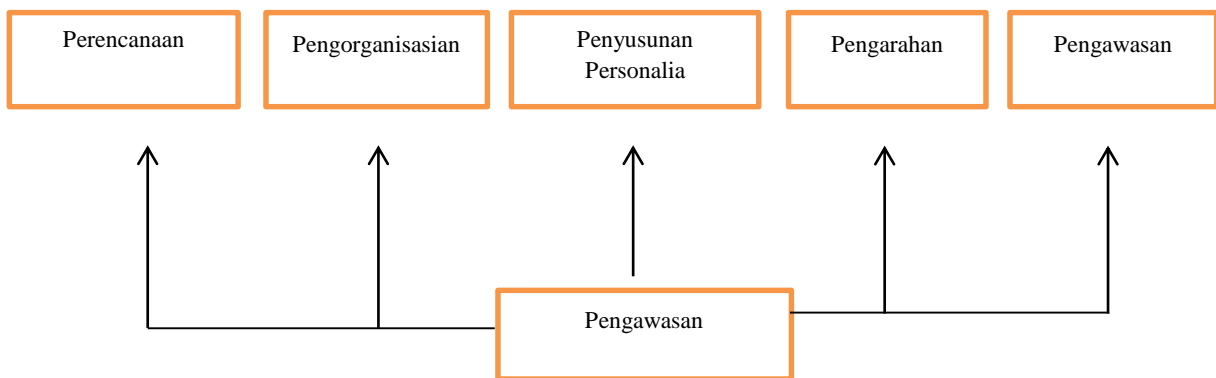 Perencanaan
Pengorganisasian
Penyusunan
Personalia
Pengarahan
Pengawasan
Pengawasan